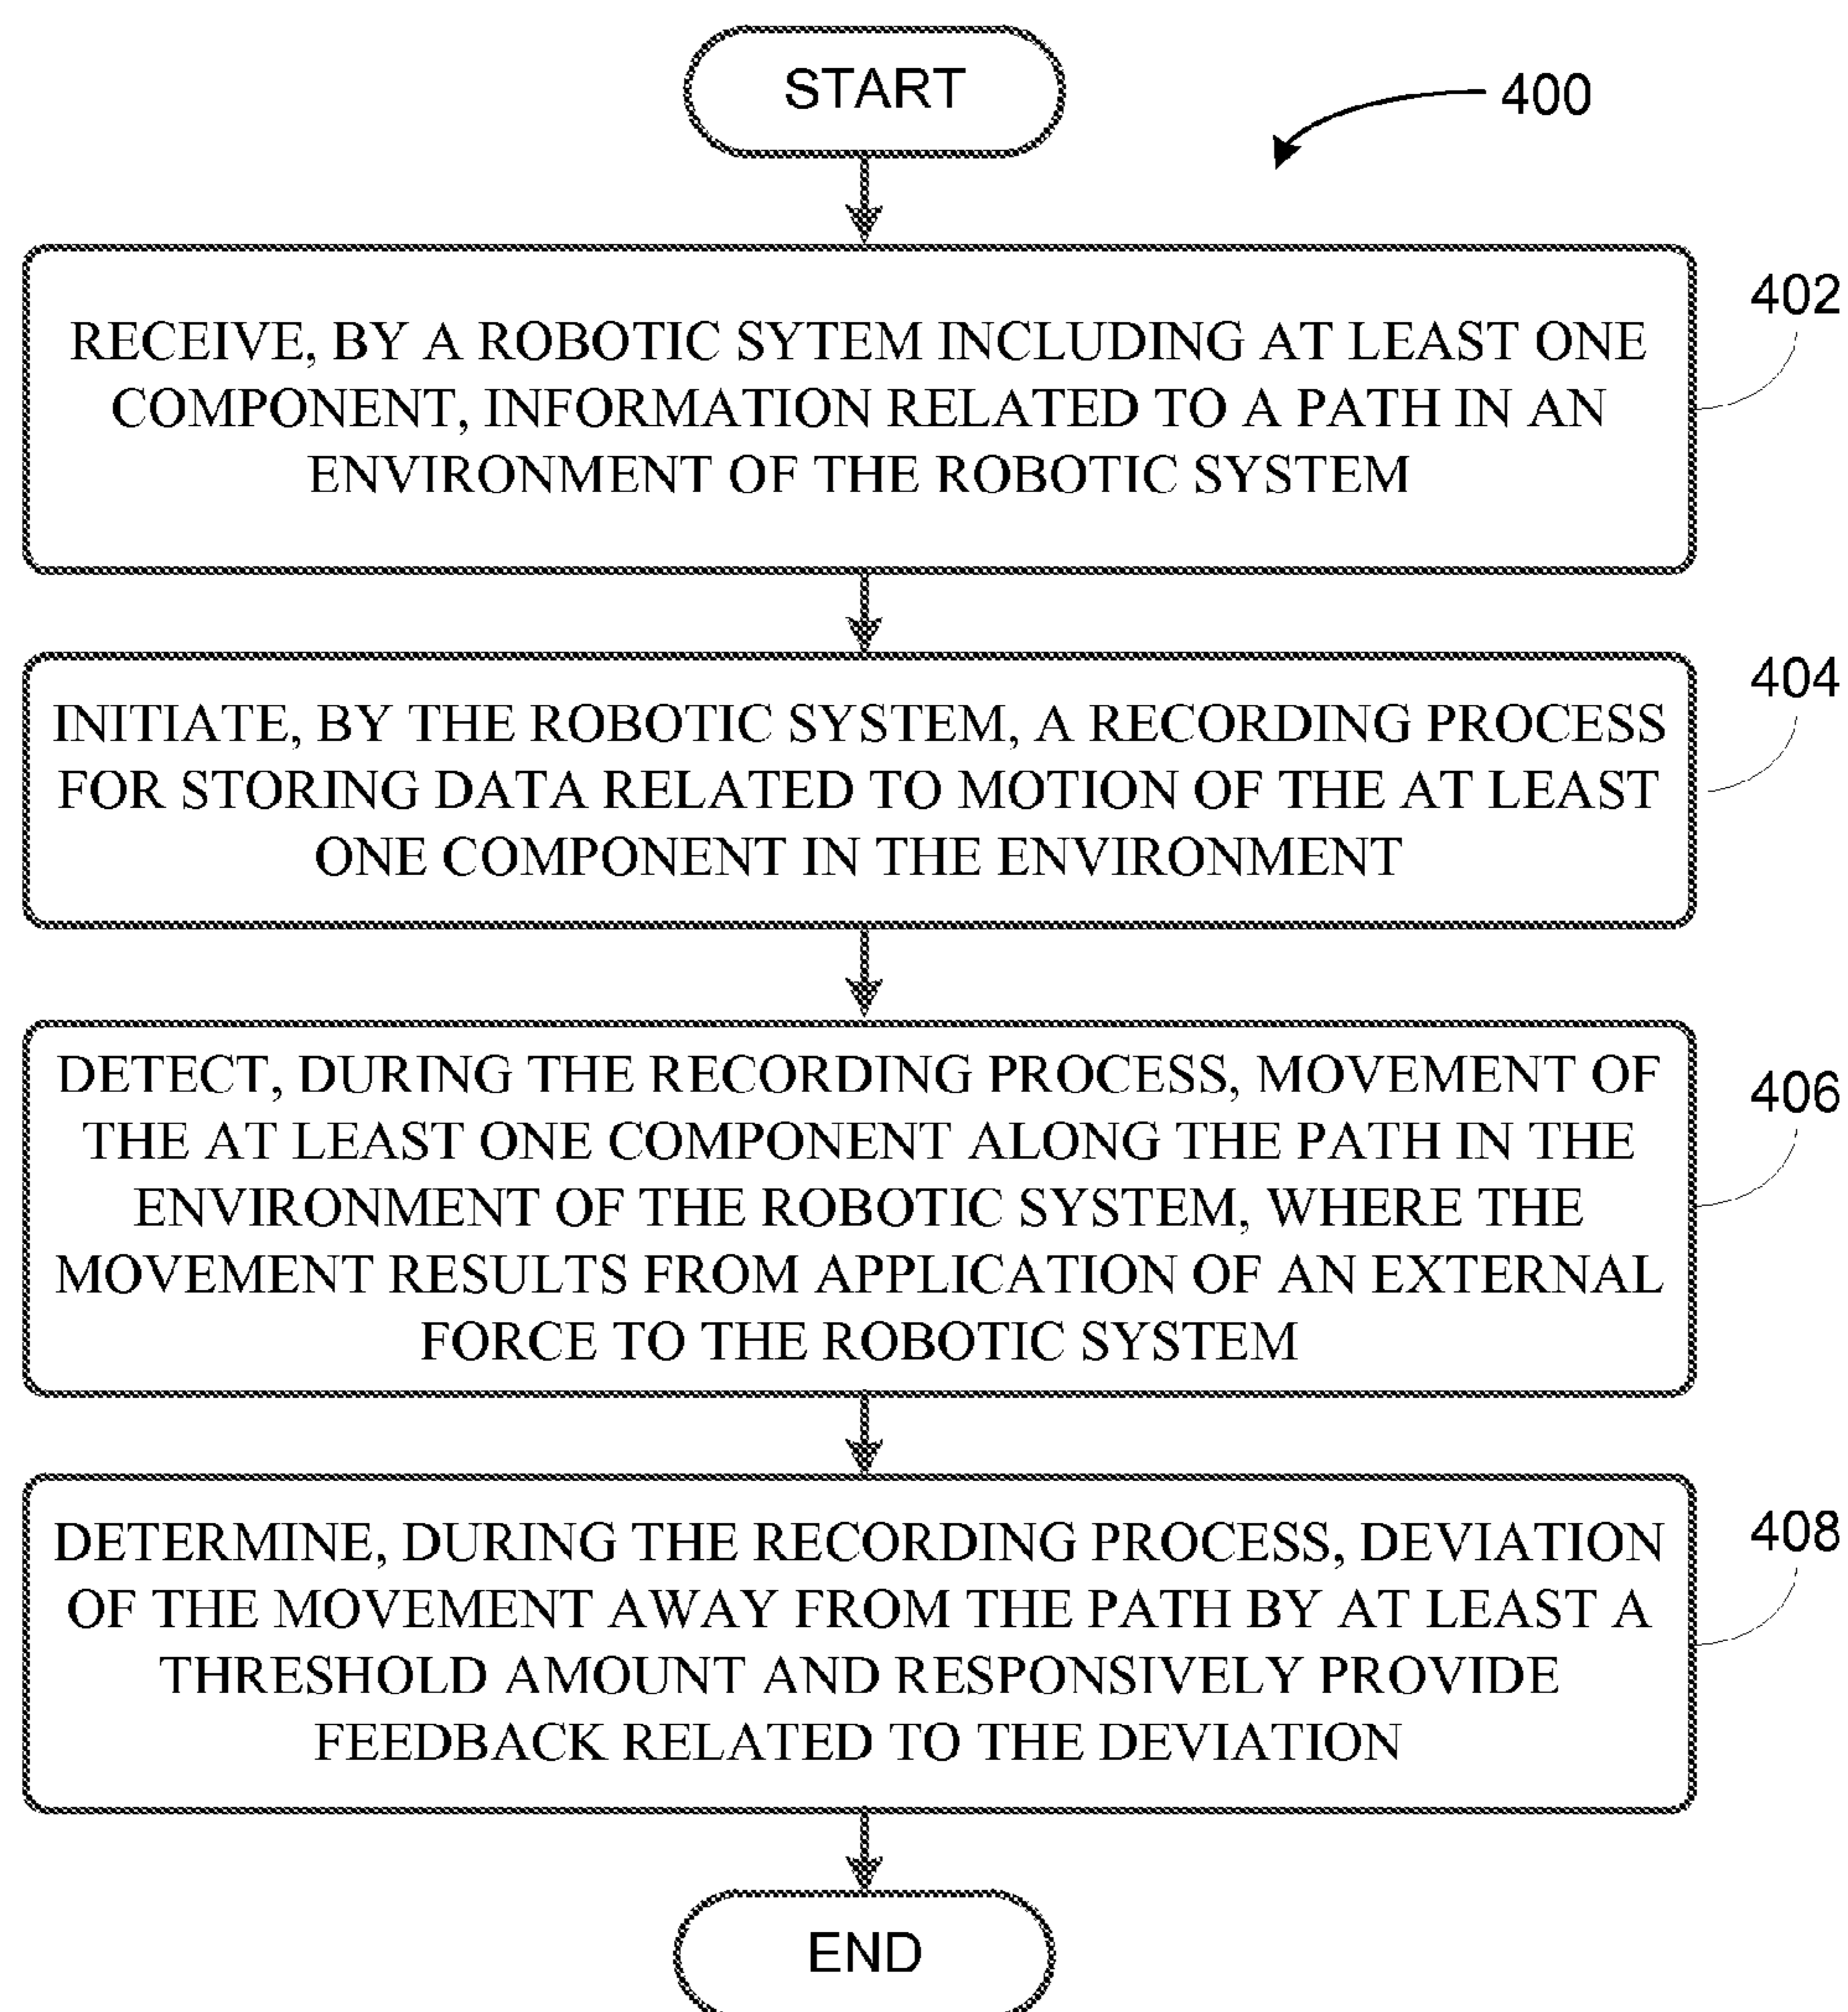 START
400
RECEIVE, BY A ROBOTIC SYTEM INCLUDING AT LEAST ONE
COMPONENT, INFORMATION RELATED TO A PATH IN AN
ENVIRONMENT OF THE ROBOTIC SYSTEM
402
INITIATE, BY THE ROBOTIC SYSTEM, A RECORDING PROCESS
FOR STORING DATA RELATED TO MOTION OF THE AT LEAST
ONE COMPONENT IN THE ENVIRONMENT
404
DETECT, DURING THE RECORDING PROCESS, MOVEMENT OF
THE AT LEAST ONE COMPONENT ALONG THE PATH IN THE
ENVIRONMENT OF THE ROBOTIC SYSTEM, WHERE THE
MOVEMENT RESULTS FROM APPLICATION OF AN EXTERNAL
FORCE TO THE ROBOTIC SYSTEM
406
DETERMINE, DURING THE RECORDING PROCESS, DEVIATION
OF THE MOVEMENT AWAY FROM THE PATH BY AT LEAST A
THRESHOLD AMOUNT AND RESPONSIVELY PROVIDE
FEEDBACK RELATED TO THE DEVIATION
408
END